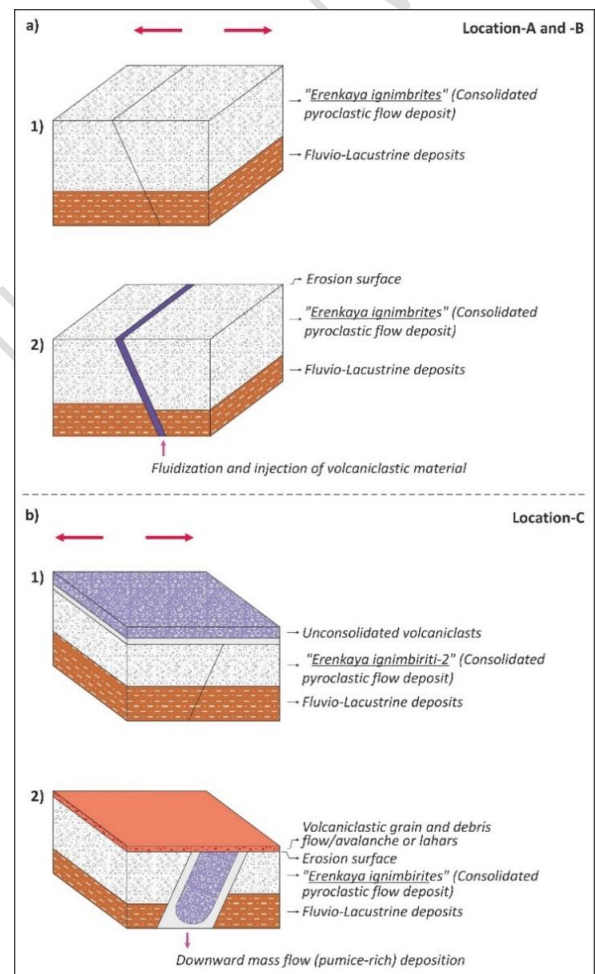 a)
Location-A and -B
1)
"Erenkaya ignimbrites" (Consolidated
pyroclastic flow deposit)
Fluvio-Lacustrine deposits
2)
Erosion surface
"Erenkaya ignimbrites" (Consolidated
pyroclastic flow deposit)
Fluvio-Lacustrine deposits
Fluidization and injection of volcaniclastic material
b)
Location-C
1)
Unconsolidated volcaniclasts
"Erenkaya ignimbiriti-2" (Consolidated
pyroclastic flow deposit)
Fluvio-Lacustrine deposits
2)
Volcaniclastic grain and debris
flow/avalanche or lahars
Erosion surface
"Erenkaya ignimbirites" (Consolidated
pyroclastic flow deposit)
Fluvio-Lacustrine deposits
Downward mass flow (pumice-rich) deposition